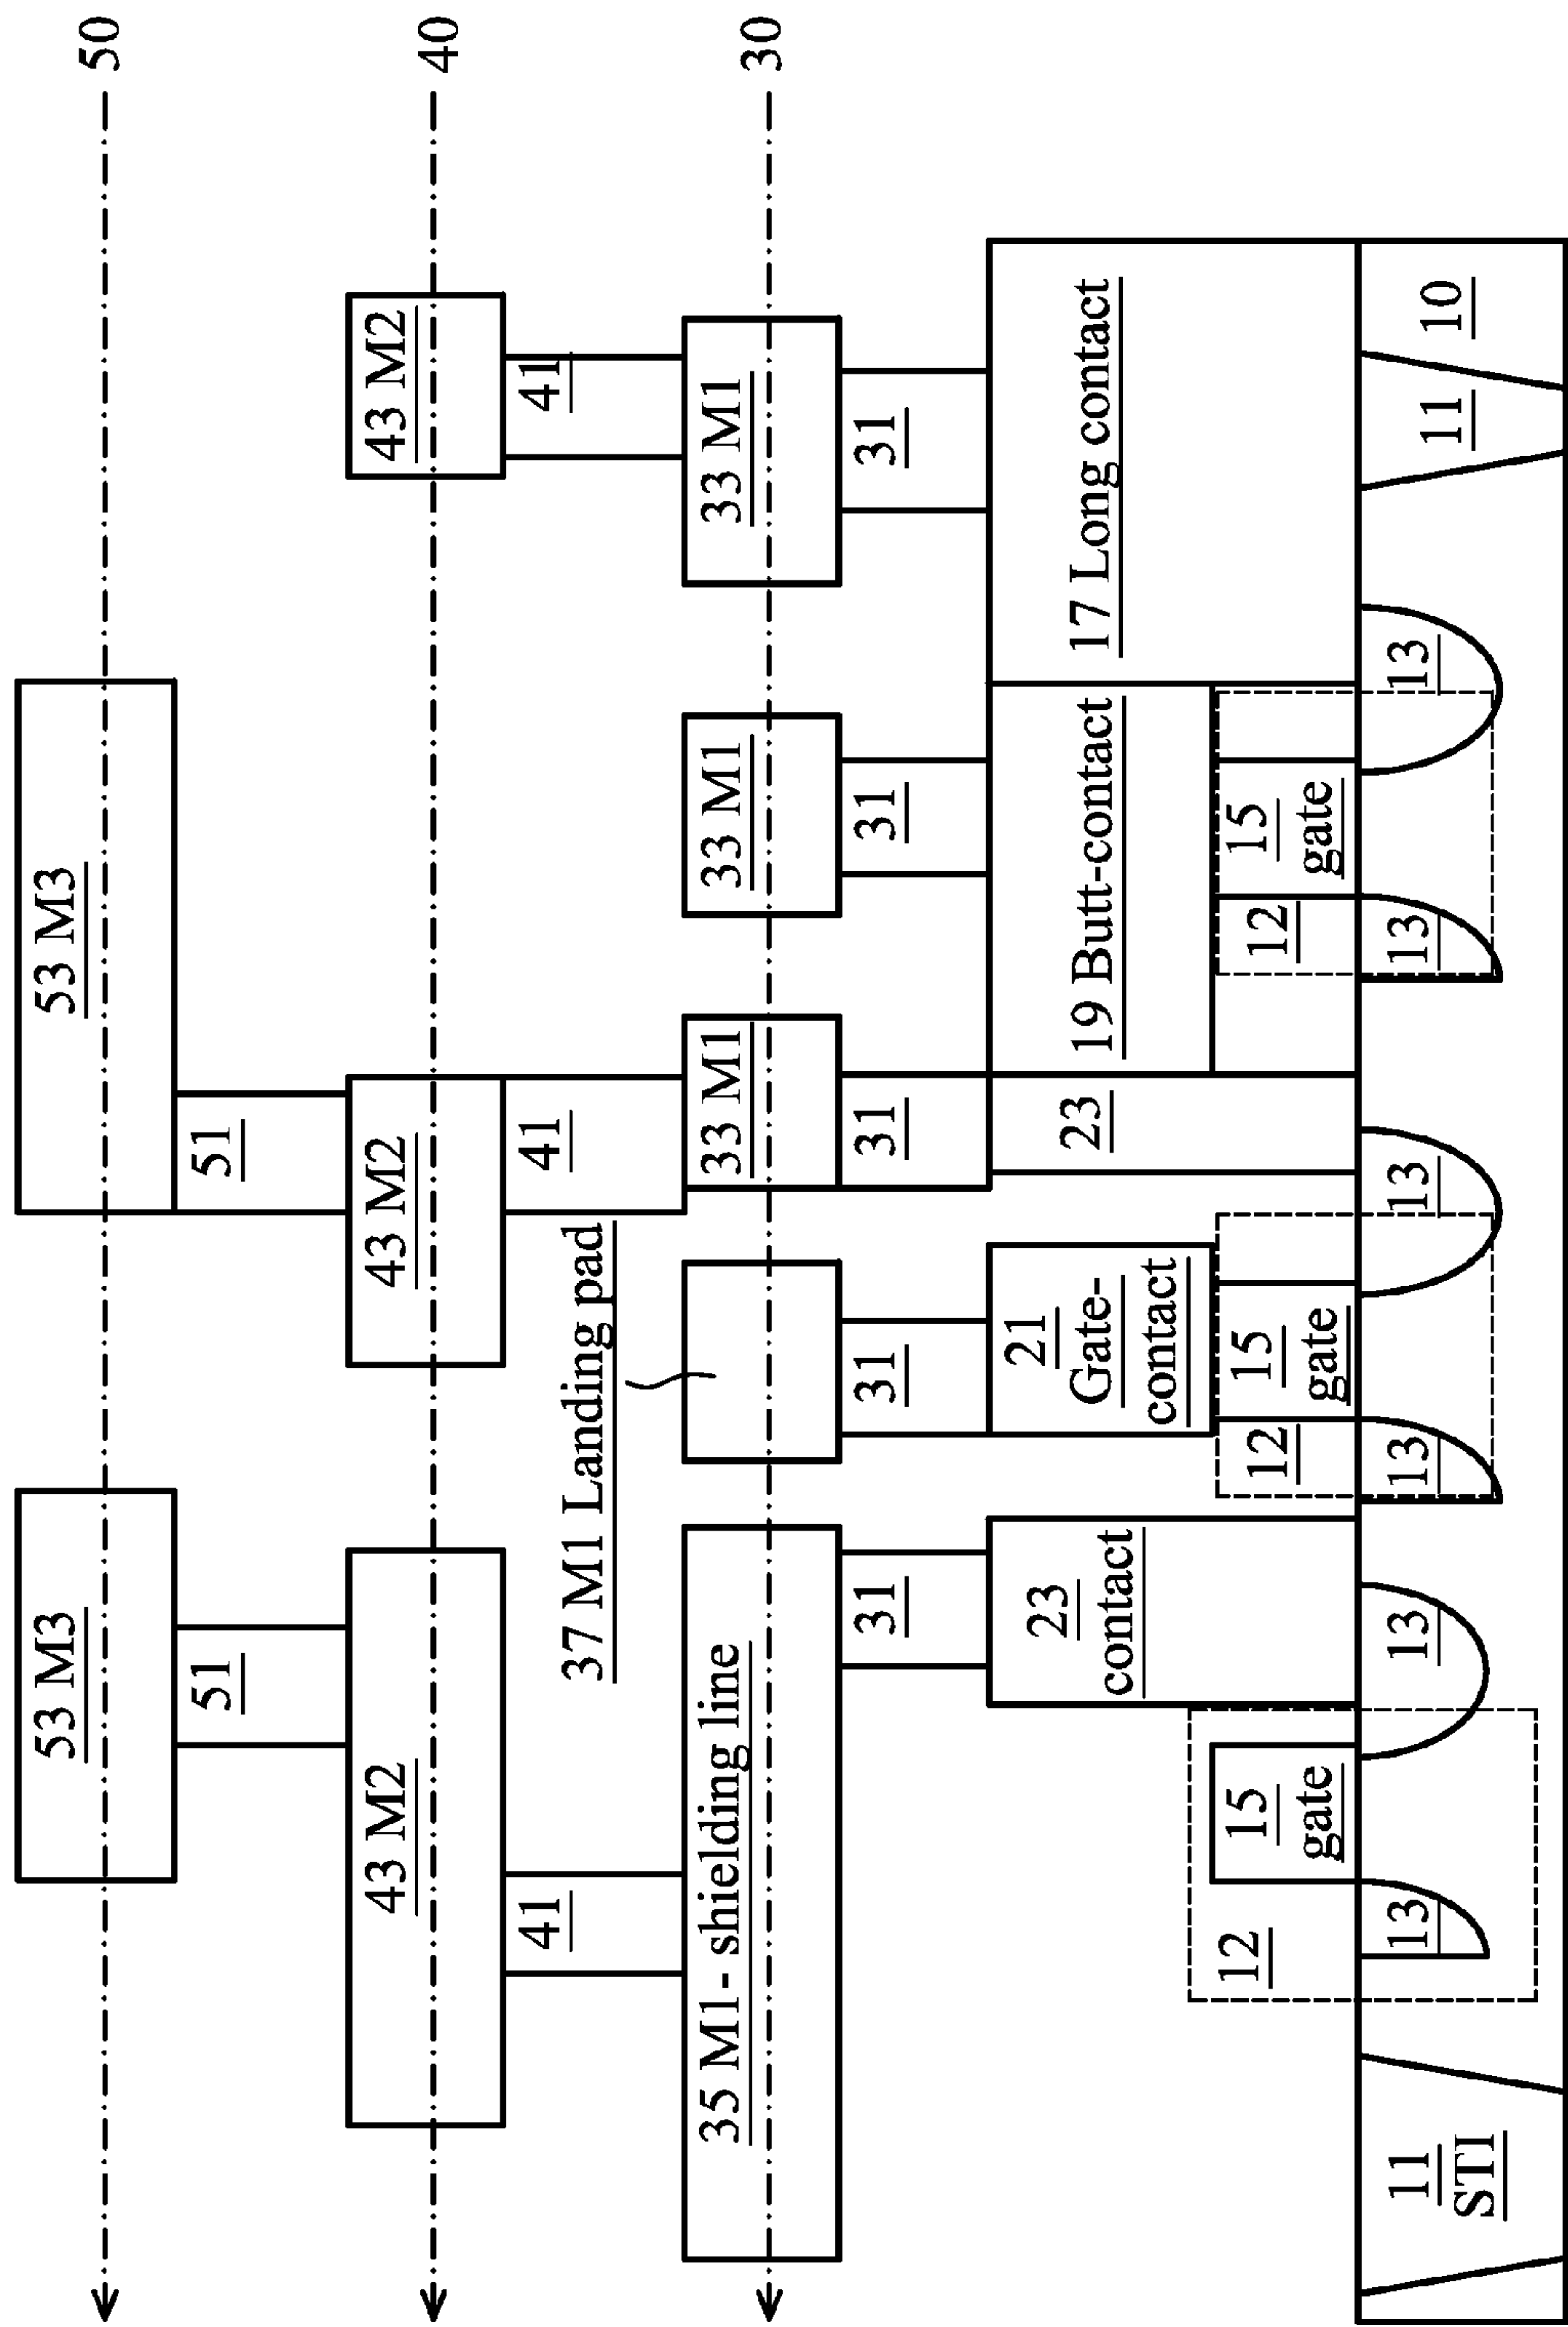 50
53 M3
53 M3
51
51
40
43 M2
43 M2
43 M2
41
41
41
37 M1 Landing pad
30
35 M1- shielding line
33 M1
33 M1
33 M1
31
31
31
31
31
23
contact
21
Gate-
contact
23
19 Butt-contact
17 Long contact
12
15
gate
12
15
gate
12
15
gate
11
STI
13
13
13
13
13
13
11
10